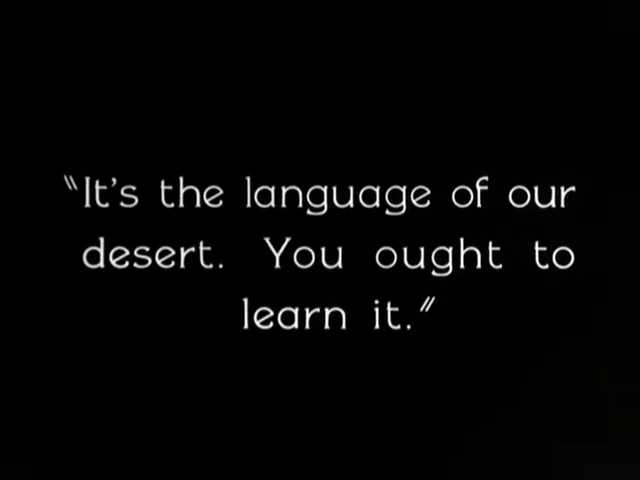 "It's the language of our
desert. You ought to
learn it."